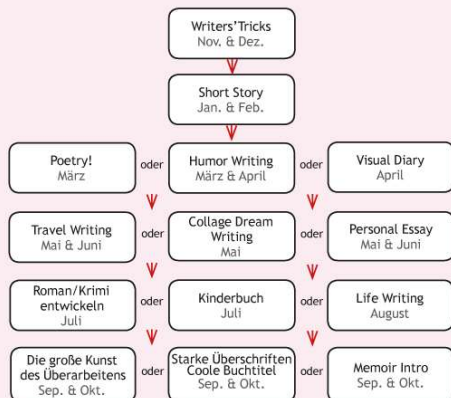 Writers'Tricks
Nov. & Dez.
Short Story
Jan. & Feb.
Poetry!
März
oder
Humor Writing
März & April
oder
Visual Diary
April
Travel Writing
Mai & Juni
oder
Collage Dream
Writing
Mai
oder
Personal Essay
Mai & Juni
Roman/Krimi
entwickeln
Juli
oder
Kinderbuch
Juli
oder
Life Writing
August
Die große Kunst
des Überarbeitens
Sep. & Okt.
oder
Starke Überschriften
Coole Buchtitel
Sep. & Okt.
oder
Memoir Intro
Sep. & Okt.